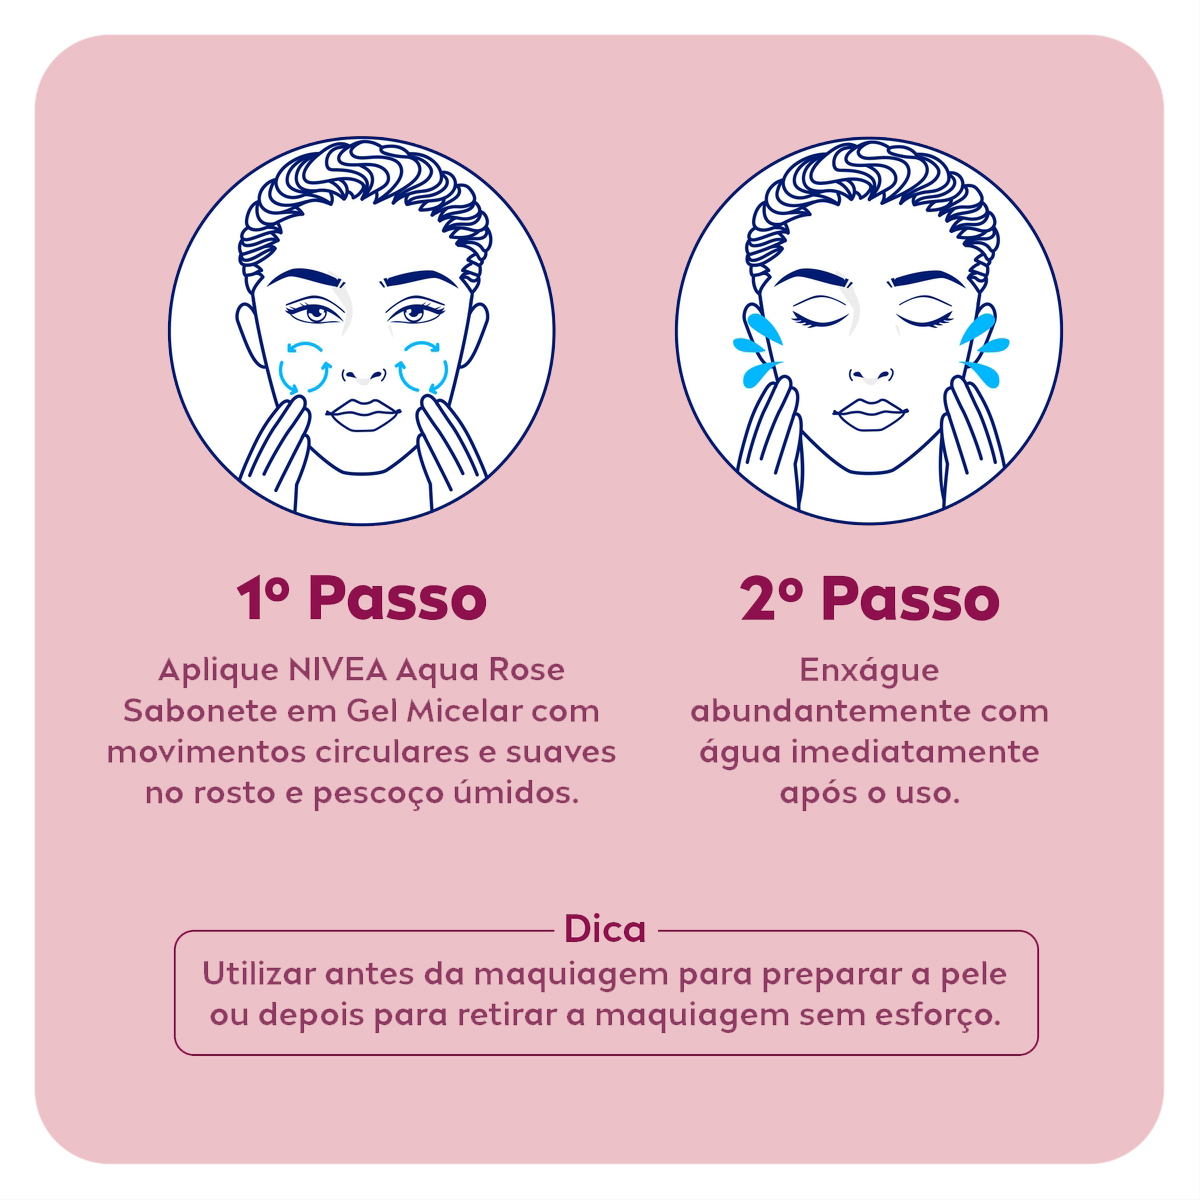 1º Passo
Aplique NIVEA Aqua Rose
Sabonete em Gel Micelar com
movimentos circulares e suaves
no rosto e pescoço úmidos.
2º Passo
Enxágue
abundantemente com
água imediatamente
após o uso.
Dica
Utilizar antes da maquiagem para preparar a pele
ou depois para retirar a maquiagem sem esforço.